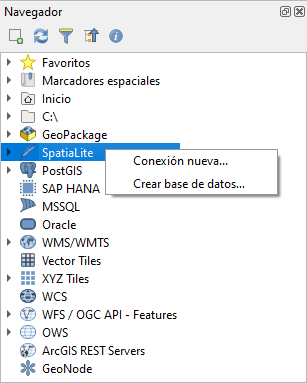 Navegador
Favoritos
Marcadores espaciales
Inicio
C:\
GeoPackage
SpatiaLite
Conexión nueva...
Crear base de datos...
PostGIS
SAP HANA
MSSQL
Oracle
WMS/WMTS
Vector Tiles
XYZ Tiles
WCS
WFS / OGC API - Features
OWS
ArcGIS REST Servers
GeoNode